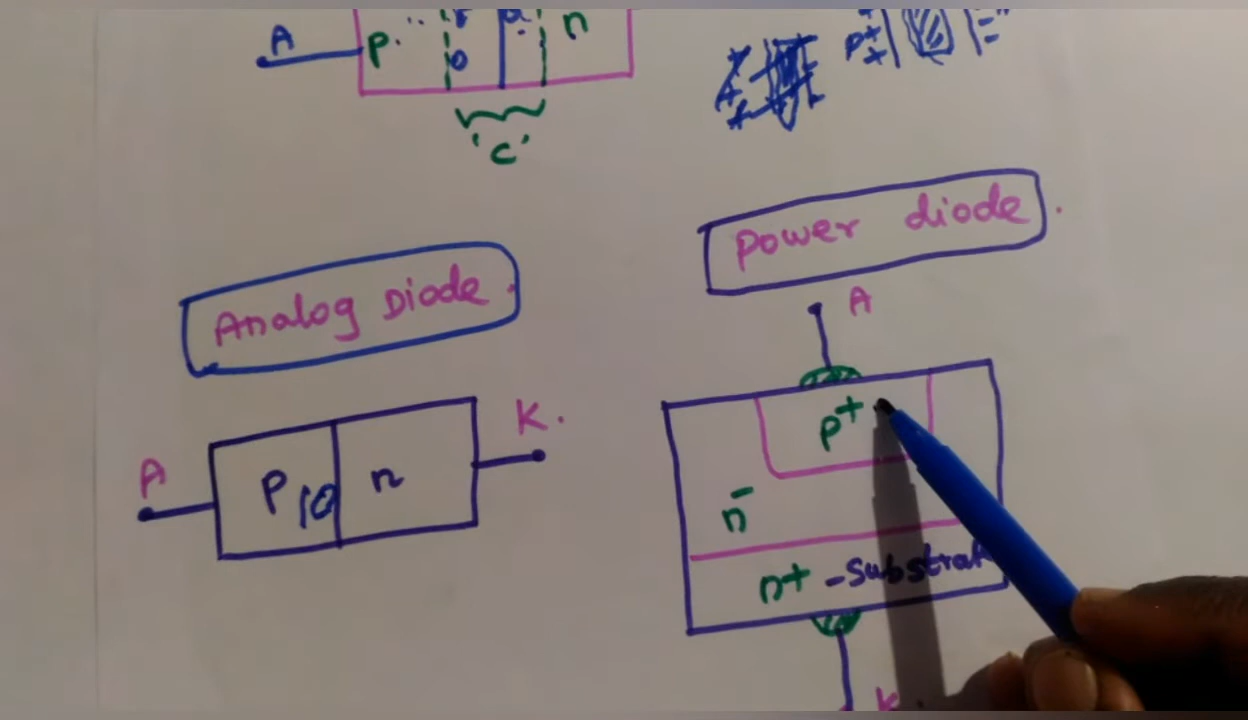 A
p
n
'c'
P
Power diode.
Analog Diode.
A
K.
A
P
n
p+
n-
n+ -Substrat
K